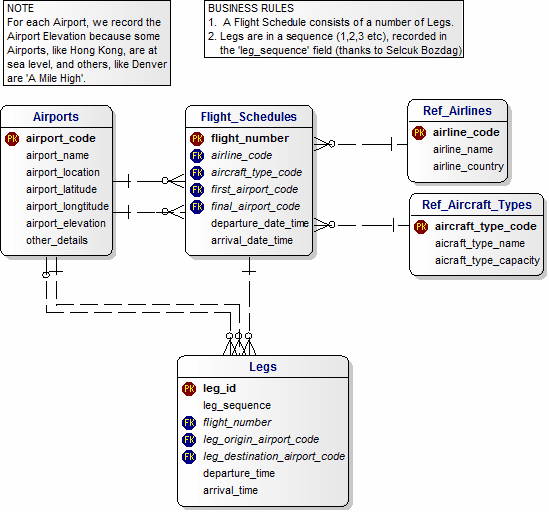 NOTE
For each Airport, we record the
Airport Elevation because some
Airports, like Hong Kong, are at
sea level, and others, like Denver
are 'A Mile High'.
BUSINESS RULES
1. A Flight Schedule consists of a number of Legs.
2. Legs are in a sequence (1,2,3 etc), recorded in
the 'leg_sequence' field (thanks to Selcuk Bozdag)
Airports
PK airport_code
airport_name
airport_location
airport_latitude
airport_longtitude
airport_elevation
other_details
Flight_Schedules
PK flight_number
FK airline_code
FK aircraft_type_code
FK first_airport_code
FK final_airport_code
departure_date_time
arrival_date_time
Ref_Airlines
PK airline_code
airline_name
airline_country
Ref_Aircraft_Types
PK aircraft_type_code
aicraft_type_name
aicraft_type_capacity
Legs
PK leg_id
leg_sequence
FK flight_number
FK leg_origin_airport_code
FK leg_destination_airport_code
departure_time
arrival_time